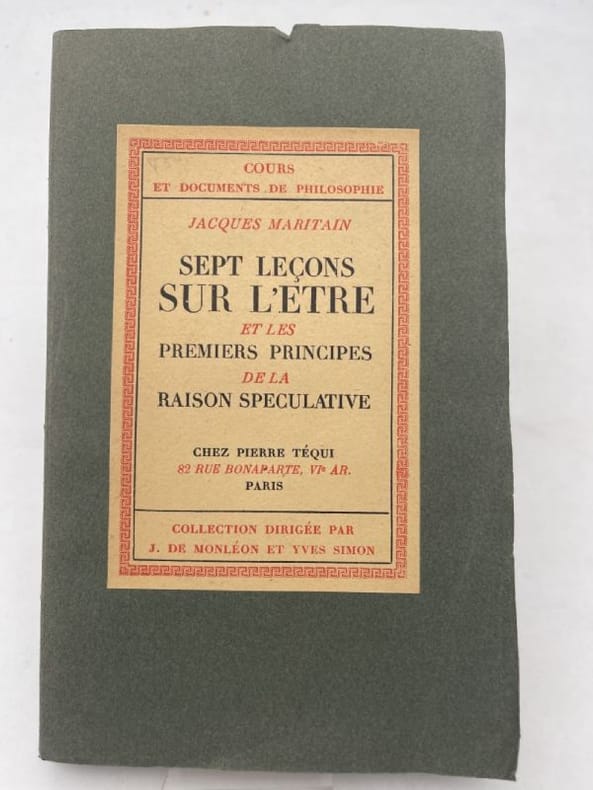 COURS
ET DOCUMENTS DE PHILOSOPHIE
JACQUES MARITAIN
SEPT LEÇONS
SUR L'ÊTRE
ET LES
PREMIERS PRINCIPES
DE LA
RAISON SPECULATIVE
CHEZ PIERRE TÉQUI
82 RUE BONAPARTE, VIe AR.
PARIS
COLLECTION DIRIGÉE PAR
J. DE MONLÉON ET YVES SIMON